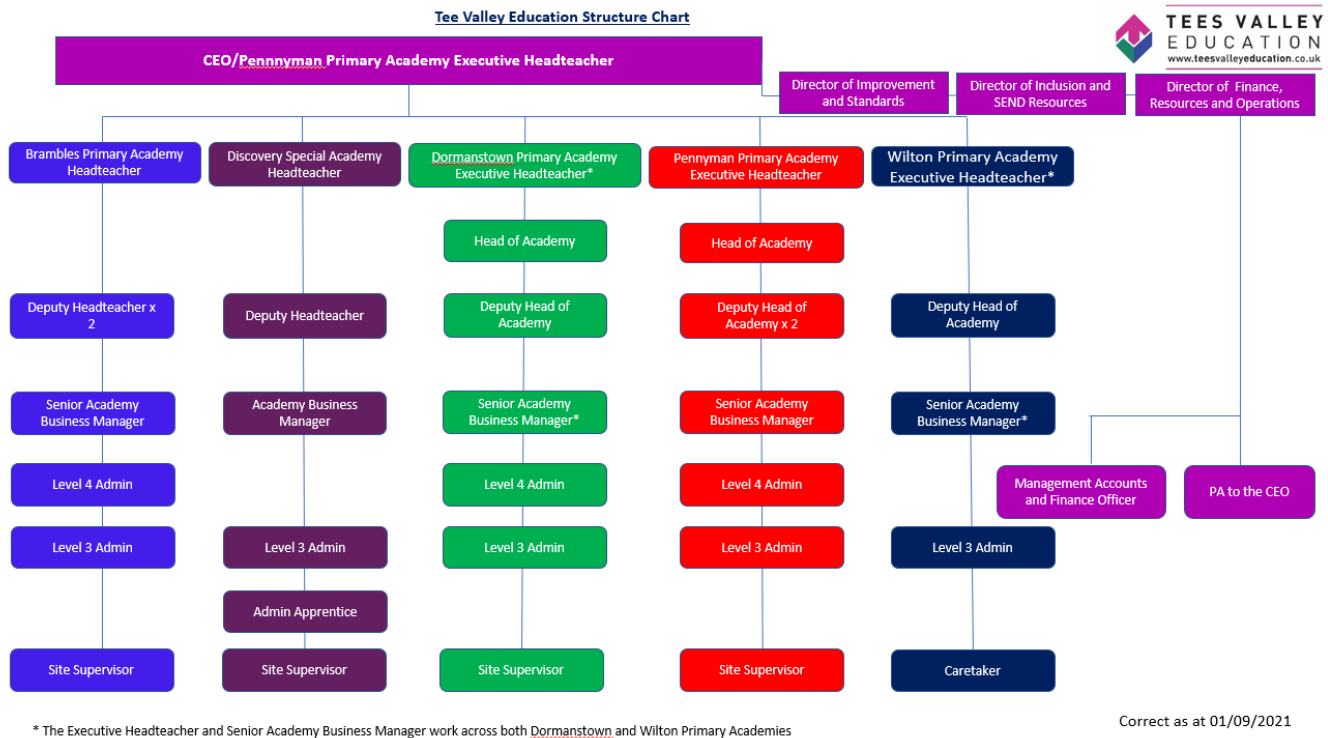 Tee Valley Education Structure Chart
TEES VALLEY
EDUCATION
www.teesvalleyeducation.co.uk
CEO/Pennnyman Primary Academy Executive Headteacher
Director of Improvement
and Standards
Director of Inclusion and
SEND Resources
Director of Finance,
Resources and Operations
Brambles Primary Academy
Headteacher
Discovery Special Academy
Headteacher
Dormanstown Primary Academy
Executive Headteacher*
Pennyman Primary Academy
Executive Headteacher
Wilton Primary Academy
Executive Headteacher*
Head of Academy
Head of Academy
Deputy Headteacher x
2
Deputy Headteacher
Deputy Head of
Academy
Deputy Head of
Academy x 2
Deputy Head of
Academy
Senior Academy
Business Manager
Academy Business
Manager
Senior Academy
Business Manager*
Senior Academy
Business Manager
Senior Academy
Business Manager*
Level 4 Admin
Level 4 Admin
Level 4 Admin
Management Accounts
and Finance Officer
PA to the CEO
Level 3 Admin
Level 3 Admin
Level 3 Admin
Level 3 Admin
Level 3 Admin
Admin Apprentice
Site Supervisor
Site Supervisor
Site Supervisor
Site Supervisor
Caretaker
* The Executive Headteacher and Senior Academy Business Manager work across both Dormanstown and Wilton Primary Academies
Correct as at 01/09/2021